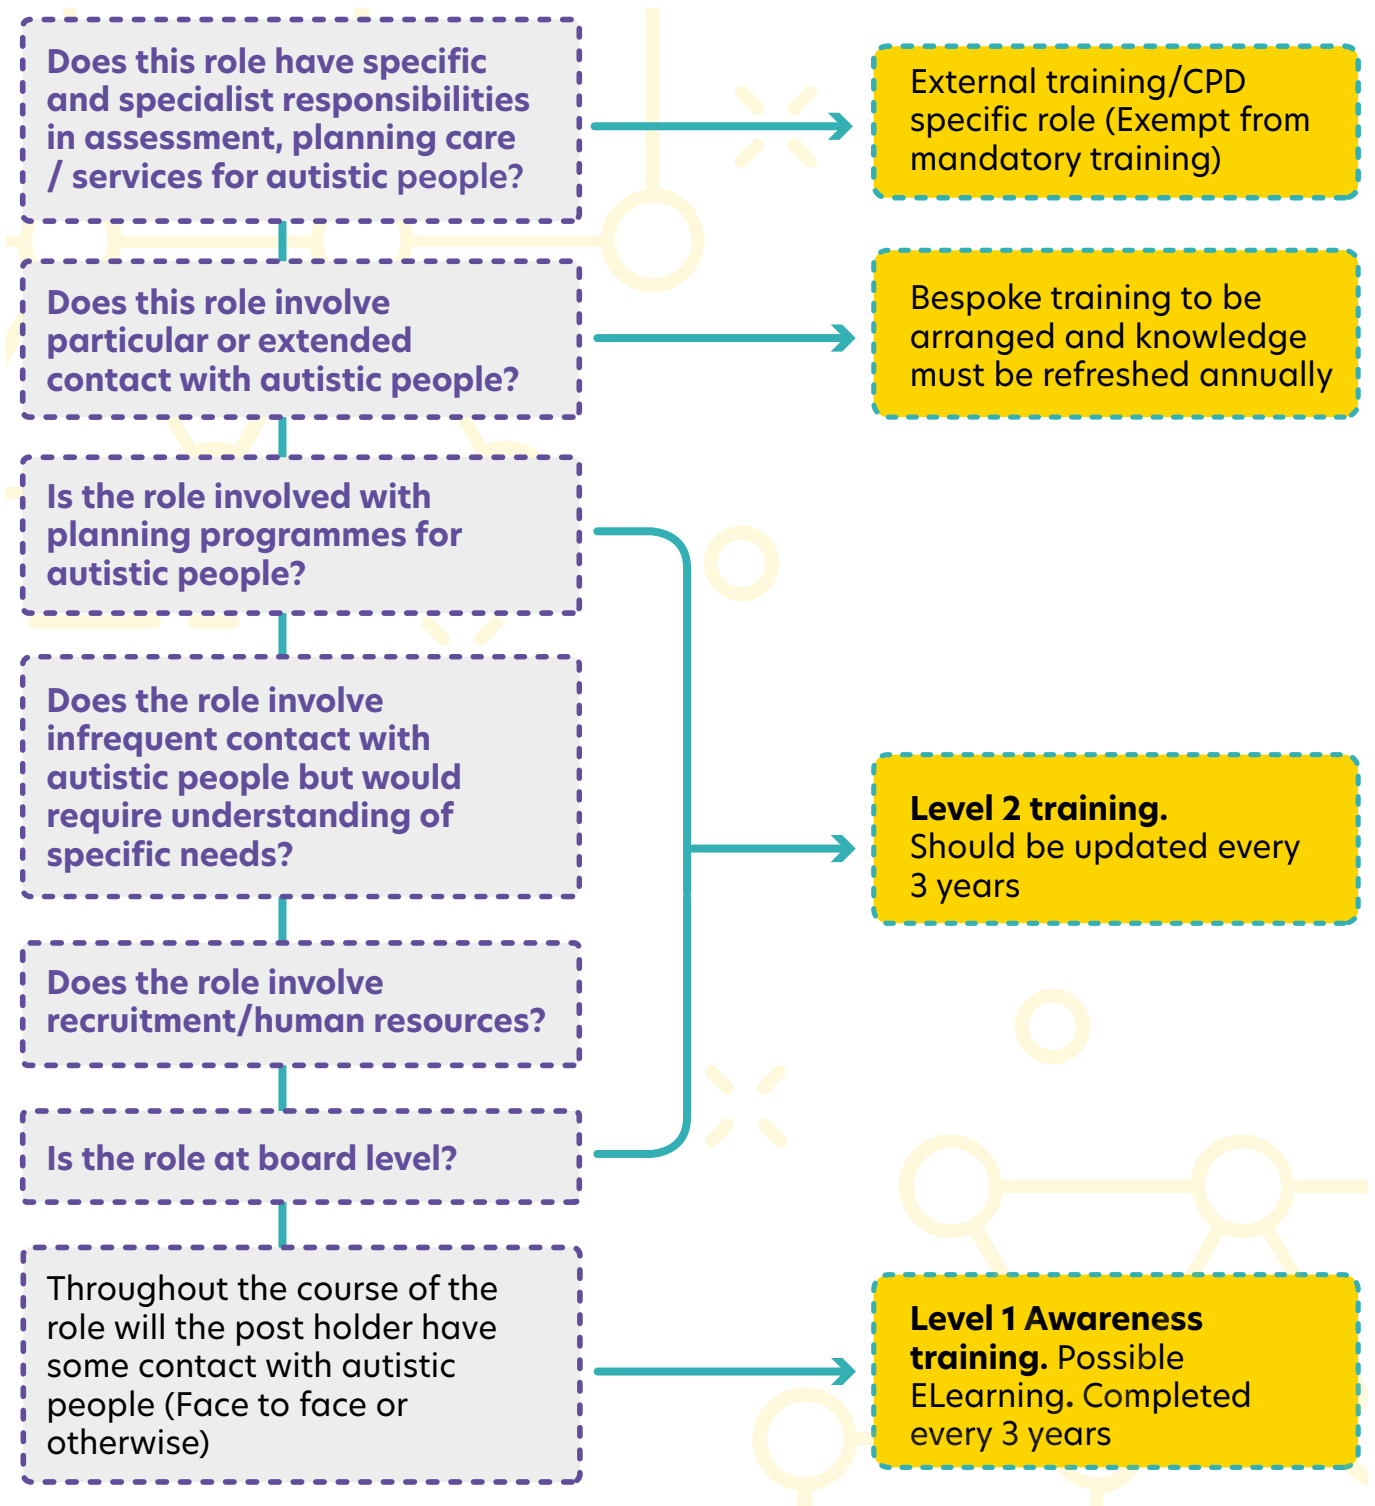 Does this role have specific
and specialist responsibilities
in assessment, planning care
/ services for autistic people?
External training/CPD
specific role (Exempt from
mandatory training)
Does this role involve
particular or extended
contact with autistic people?
Bespoke training to be
arranged and knowledge
must be refreshed annually
Is the role involved with
planning programmes for
autistic people?
Does the role involve
infrequent contact with
autistic people but would
require understanding of
specific needs?
Does the role involve
recruitment/human resources?
Is the role at board level?
Level 2 training.
Should be updated every
3 years
Throughout the course of the
role will the post holder have
some contact with autistic
people (Face to face or
otherwise)
Level 1 Awareness
training. Possible
ELearning. Completed
every 3 years